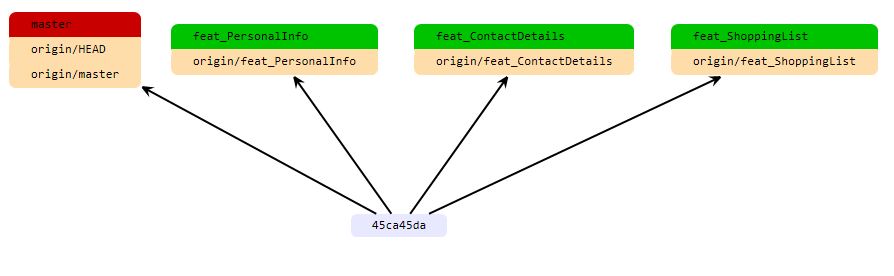 master
origin/HEAD
origin/master
feat_PersonalInfo
origin/feat_PersonalInfo
feat_ContactDetails
origin/feat_ContactDetails
feat_ShoppingList
origin/feat_ShoppingList
45ca45da